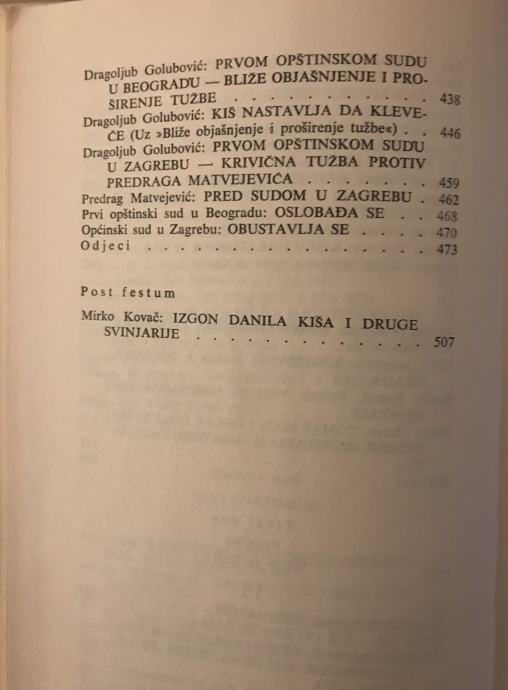 Dragoljub Golubović: PRVOM OPŠTINSKOM SUDU
U BEOGRADU — BLIŽE OBJAŠNJENJE I PRO-
ŠIRENJE TUŽBE . . . . . . . . . . 438
Dragoljub Golubović: KIŠ NASTAVLJA DA KLEVE-
ĆE (Uz »Bliže objašnjenje i proširenje tužbe«) . . 446
Dragoljub Golubović: PRVOM OPŠTINSKOM SUDU
U ZAGREBU — KRIVIČNA TUŽBA PROTIV
PREDRAGA MATVEJEVIĆA . . . . . . 459
Predrag Matvejević: PRED SUDOM U ZAGREBU . 462
Prvi opštinski sud u Beogradu: OSLOBAĐA SE . . 468
Općinski sud u Zagrebu: OBUSTAVLJA SE . . . . 470
Odjeci . . . . . . . . . . . . . . 473
Post festum
Mirko Kovač: IZGON DANILA KIŠA I DRUGE
SVINJARIJE . . . . . . . . . . . . 507